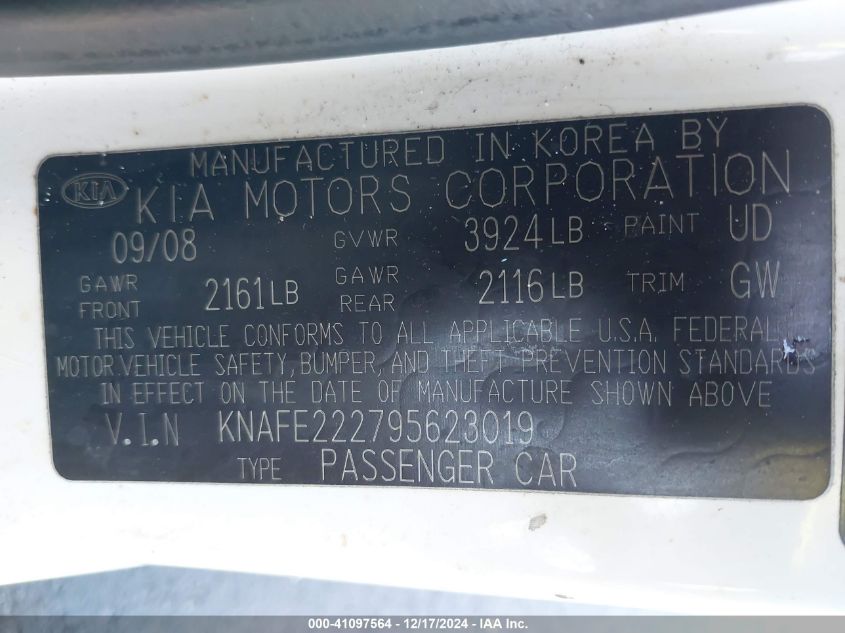 MANUFACTURED IN KOREA BY
KIA KIA MOTORS CORPORATION
09/08 GVWR 3924LB PAINT UD
GAWR FRONT 2161LB GAWR REAR 2116LB TRIM GW
THIS VEHICLE CONFORMS TO ALL APPLICABLE U.S.A. FEDERAL
MOTOR VEHICLE SAFETY, BUMPER, AND THEFT PREVENTION STANDARDS
IN EFFECT ON THE DATE OF MANUFACTURE SHOWN ABOVE
V.I.N KNAFE222795623019
TYPE PASSENGER CAR
000-41097564 - 12/17/2024 - IAA